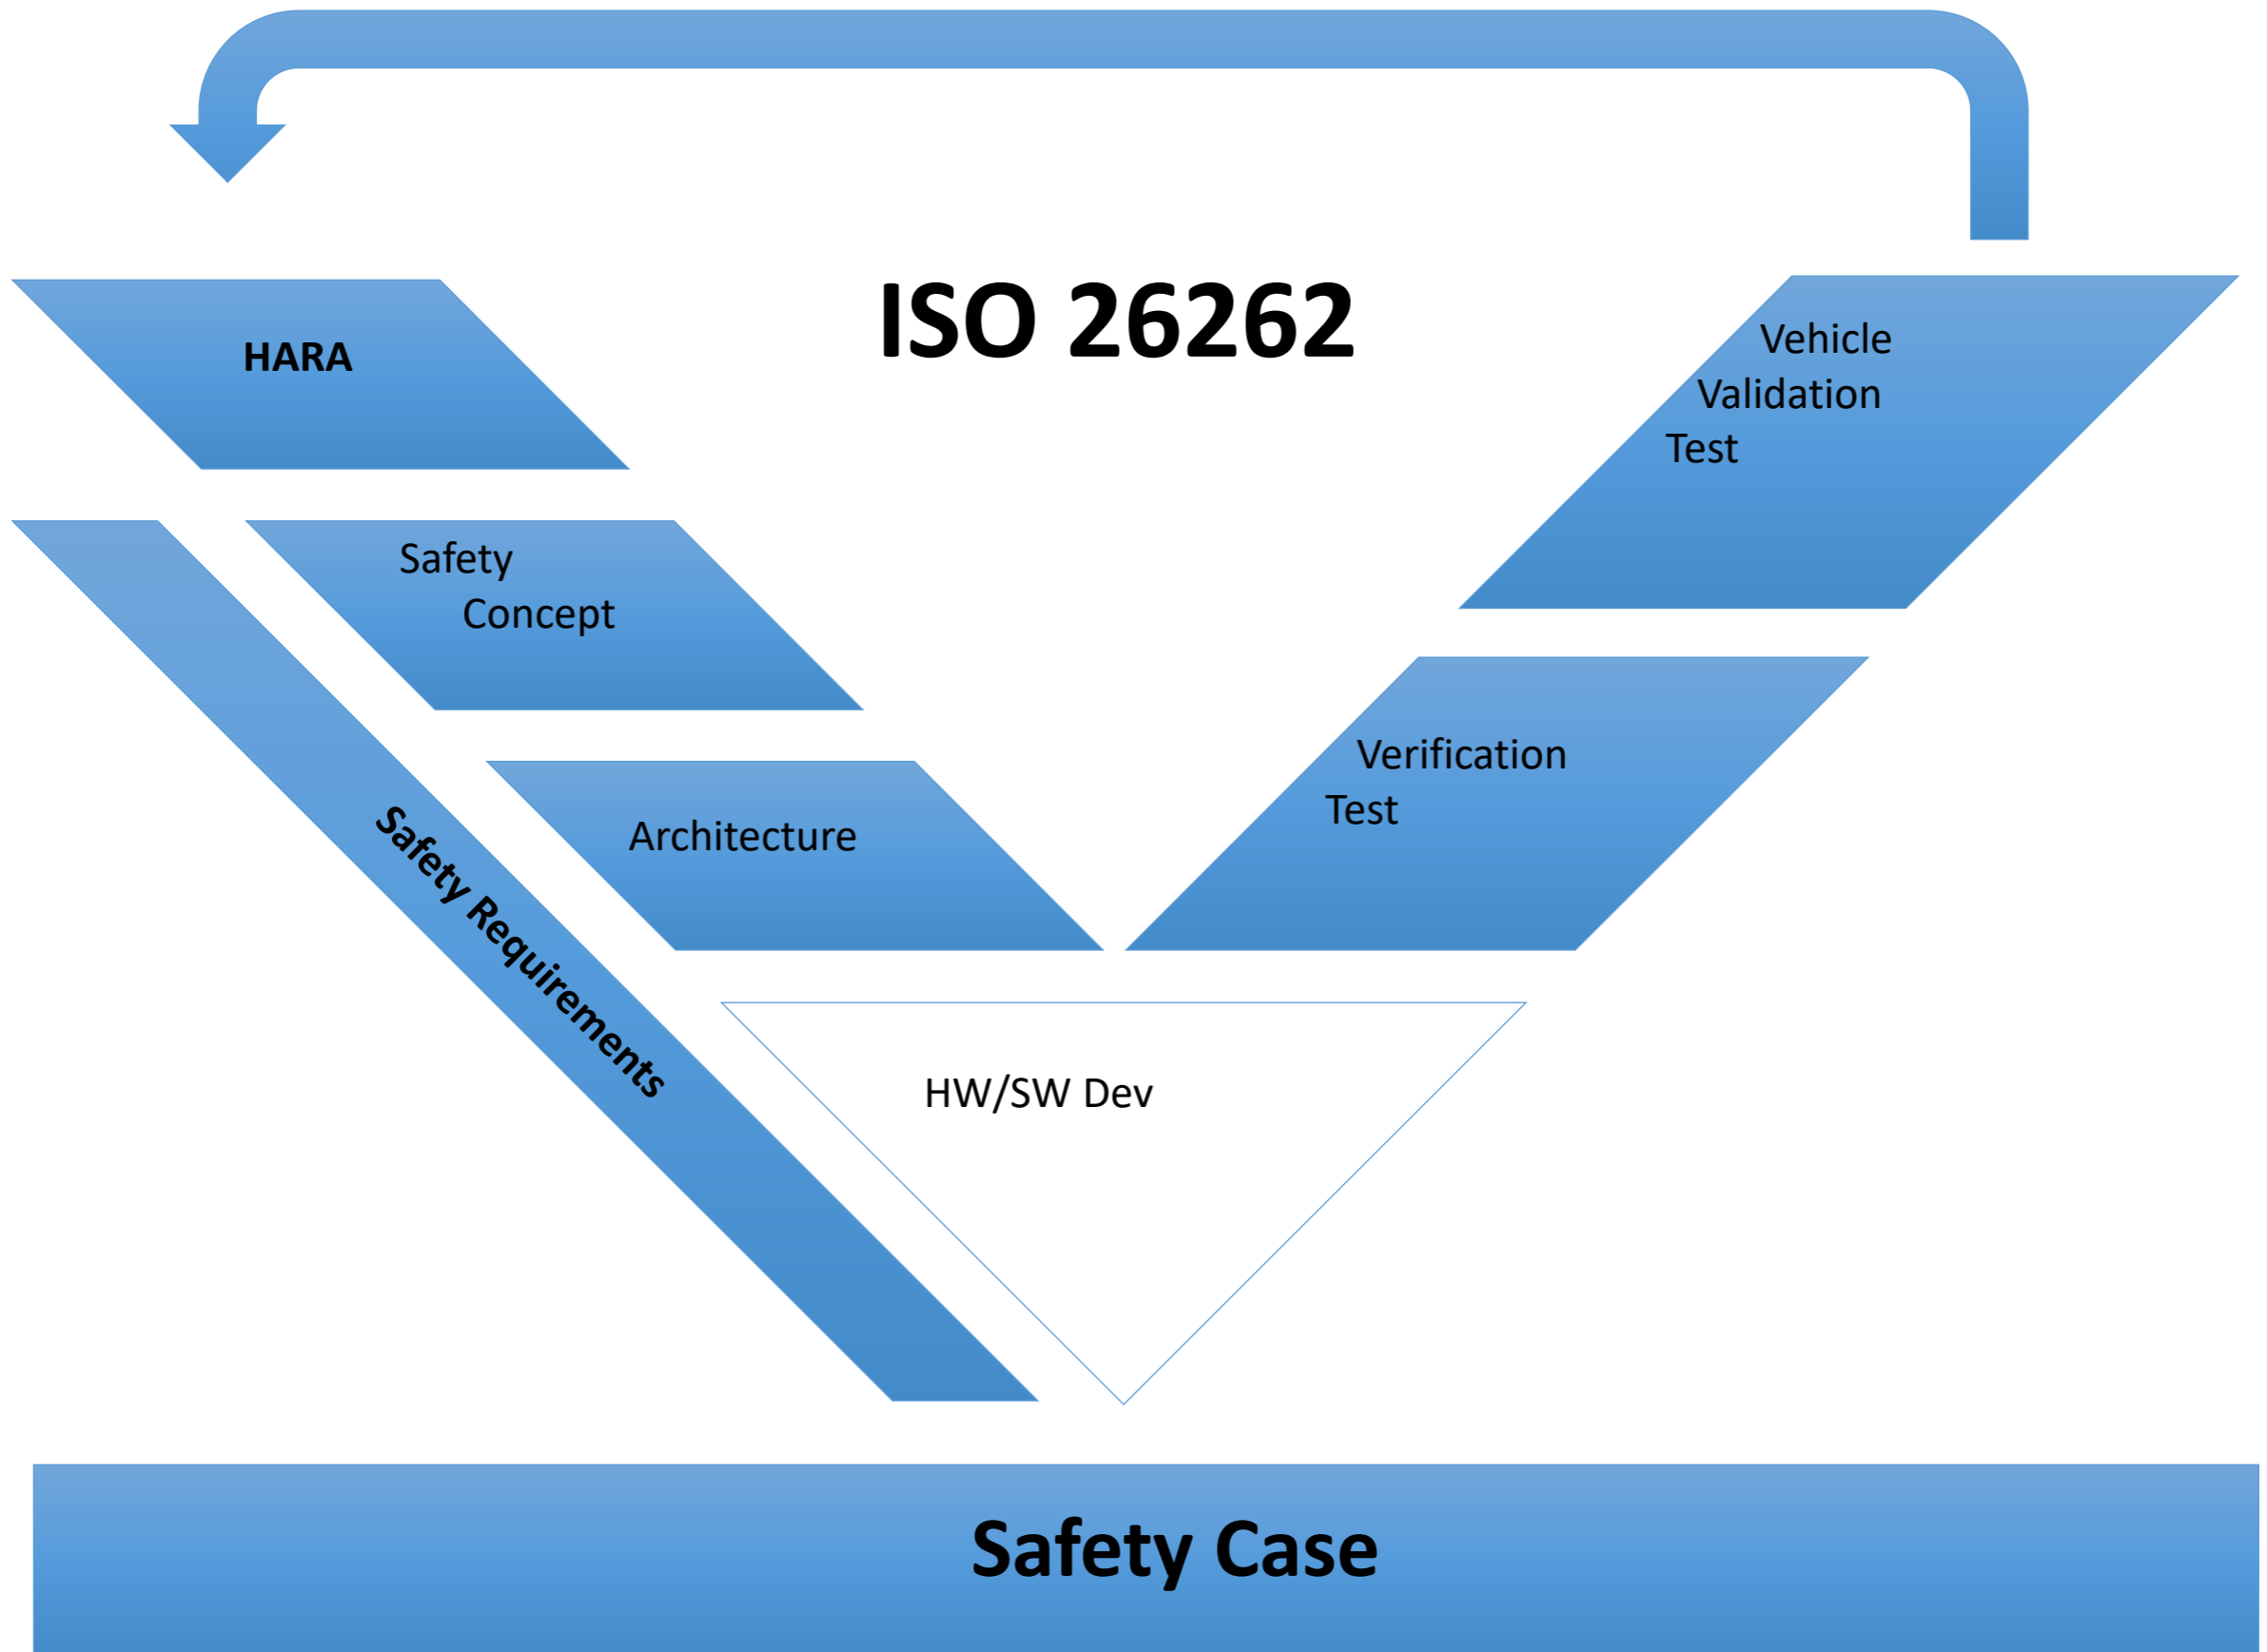 ISO 26262
HARA
Safety
Concept
Architecture
Safety Requirements
HW/SW Dev
Verification
Test
Vehicle
Validation
Test
Safety Case